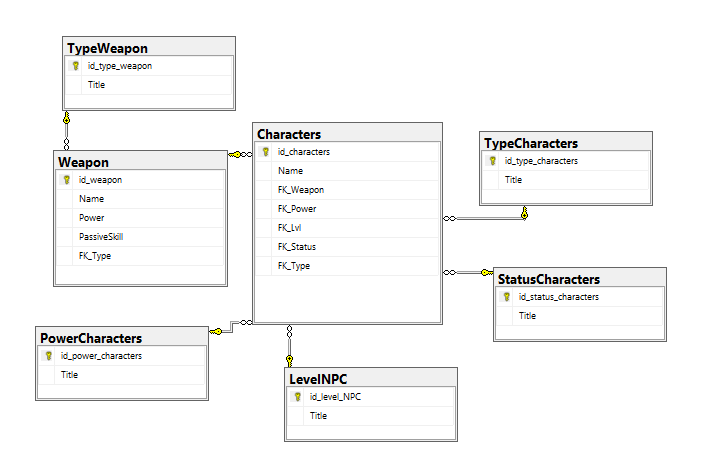 TypeWeapon
id_type_weapon
Title
Weapon
id_weapon
Name
Power
PassiveSkill
FK_Type
Characters
id_characters
Name
FK_Weapon
FK_Power
FK_Lvl
FK_Status
FK_Type
TypeCharacters
id_type_characters
Title
StatusCharacters
id_status_characters
Title
PowerCharacters
id_power_characters
Title
LevelNPC
id_level_NPC
Title